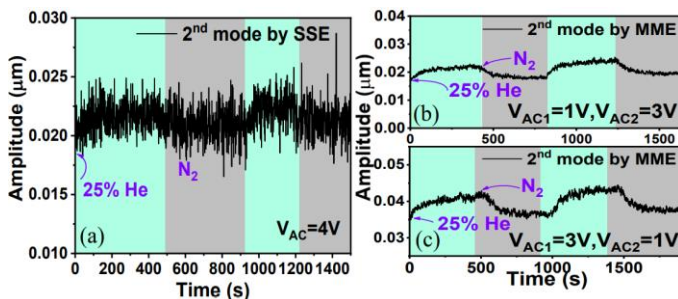 Amplitude (μm)
0.030
0.025
0.020
0.015
0.010
2nd mode by SSE
25% He
N2
(a)
VAC=4V
0 200 400 600 800 1000 1200 1400
Time (s)
Amplitude (μm)
0.04
0.03
0.02
0.01
0.00
2nd mode by MME
N2
25% He
(b)
VAC1=1V,VAC2=3V
0 500 1000 1500
0.05
0.04
0.03
2nd mode by MME
N2
25% He
(c)
VAC1=3V,VAC2=1V
0 500 1000 1500
Time (s)